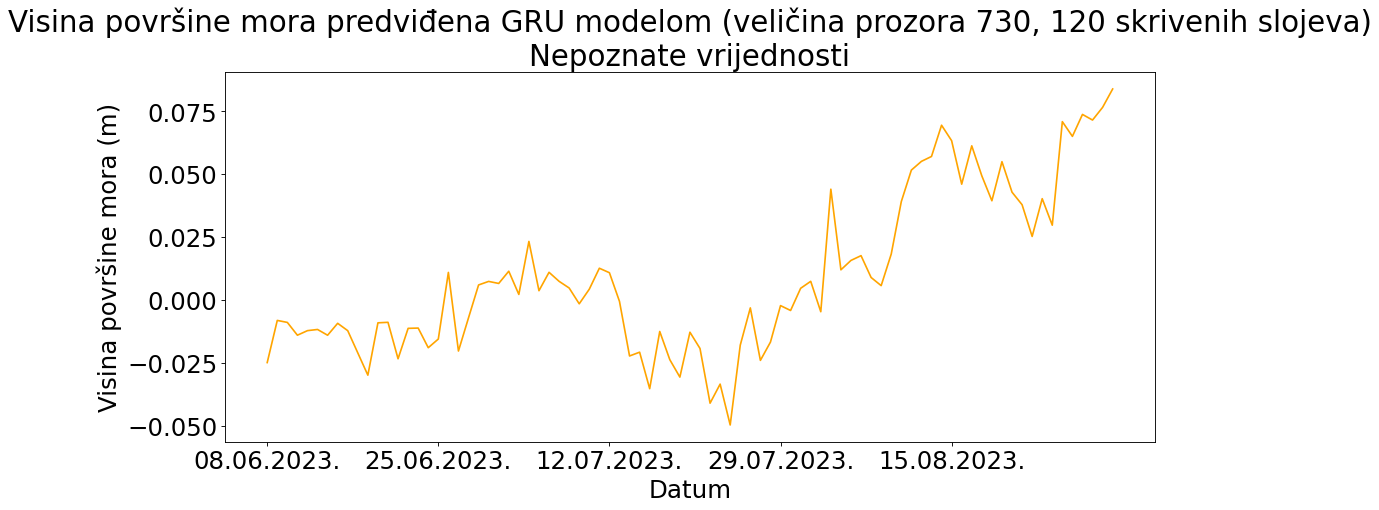 Visina površine mora predviđena GRU modelom (veličina prozora 730, 120 skrivenih slojeva)
Nepoznate vrijednosti
Visina površine mora (m)
0.075
0.050
0.025
0.000
−0.025
−0.050
08.06.2023. 25.06.2023. 12.07.2023. 29.07.2023. 15.08.2023.
Datum